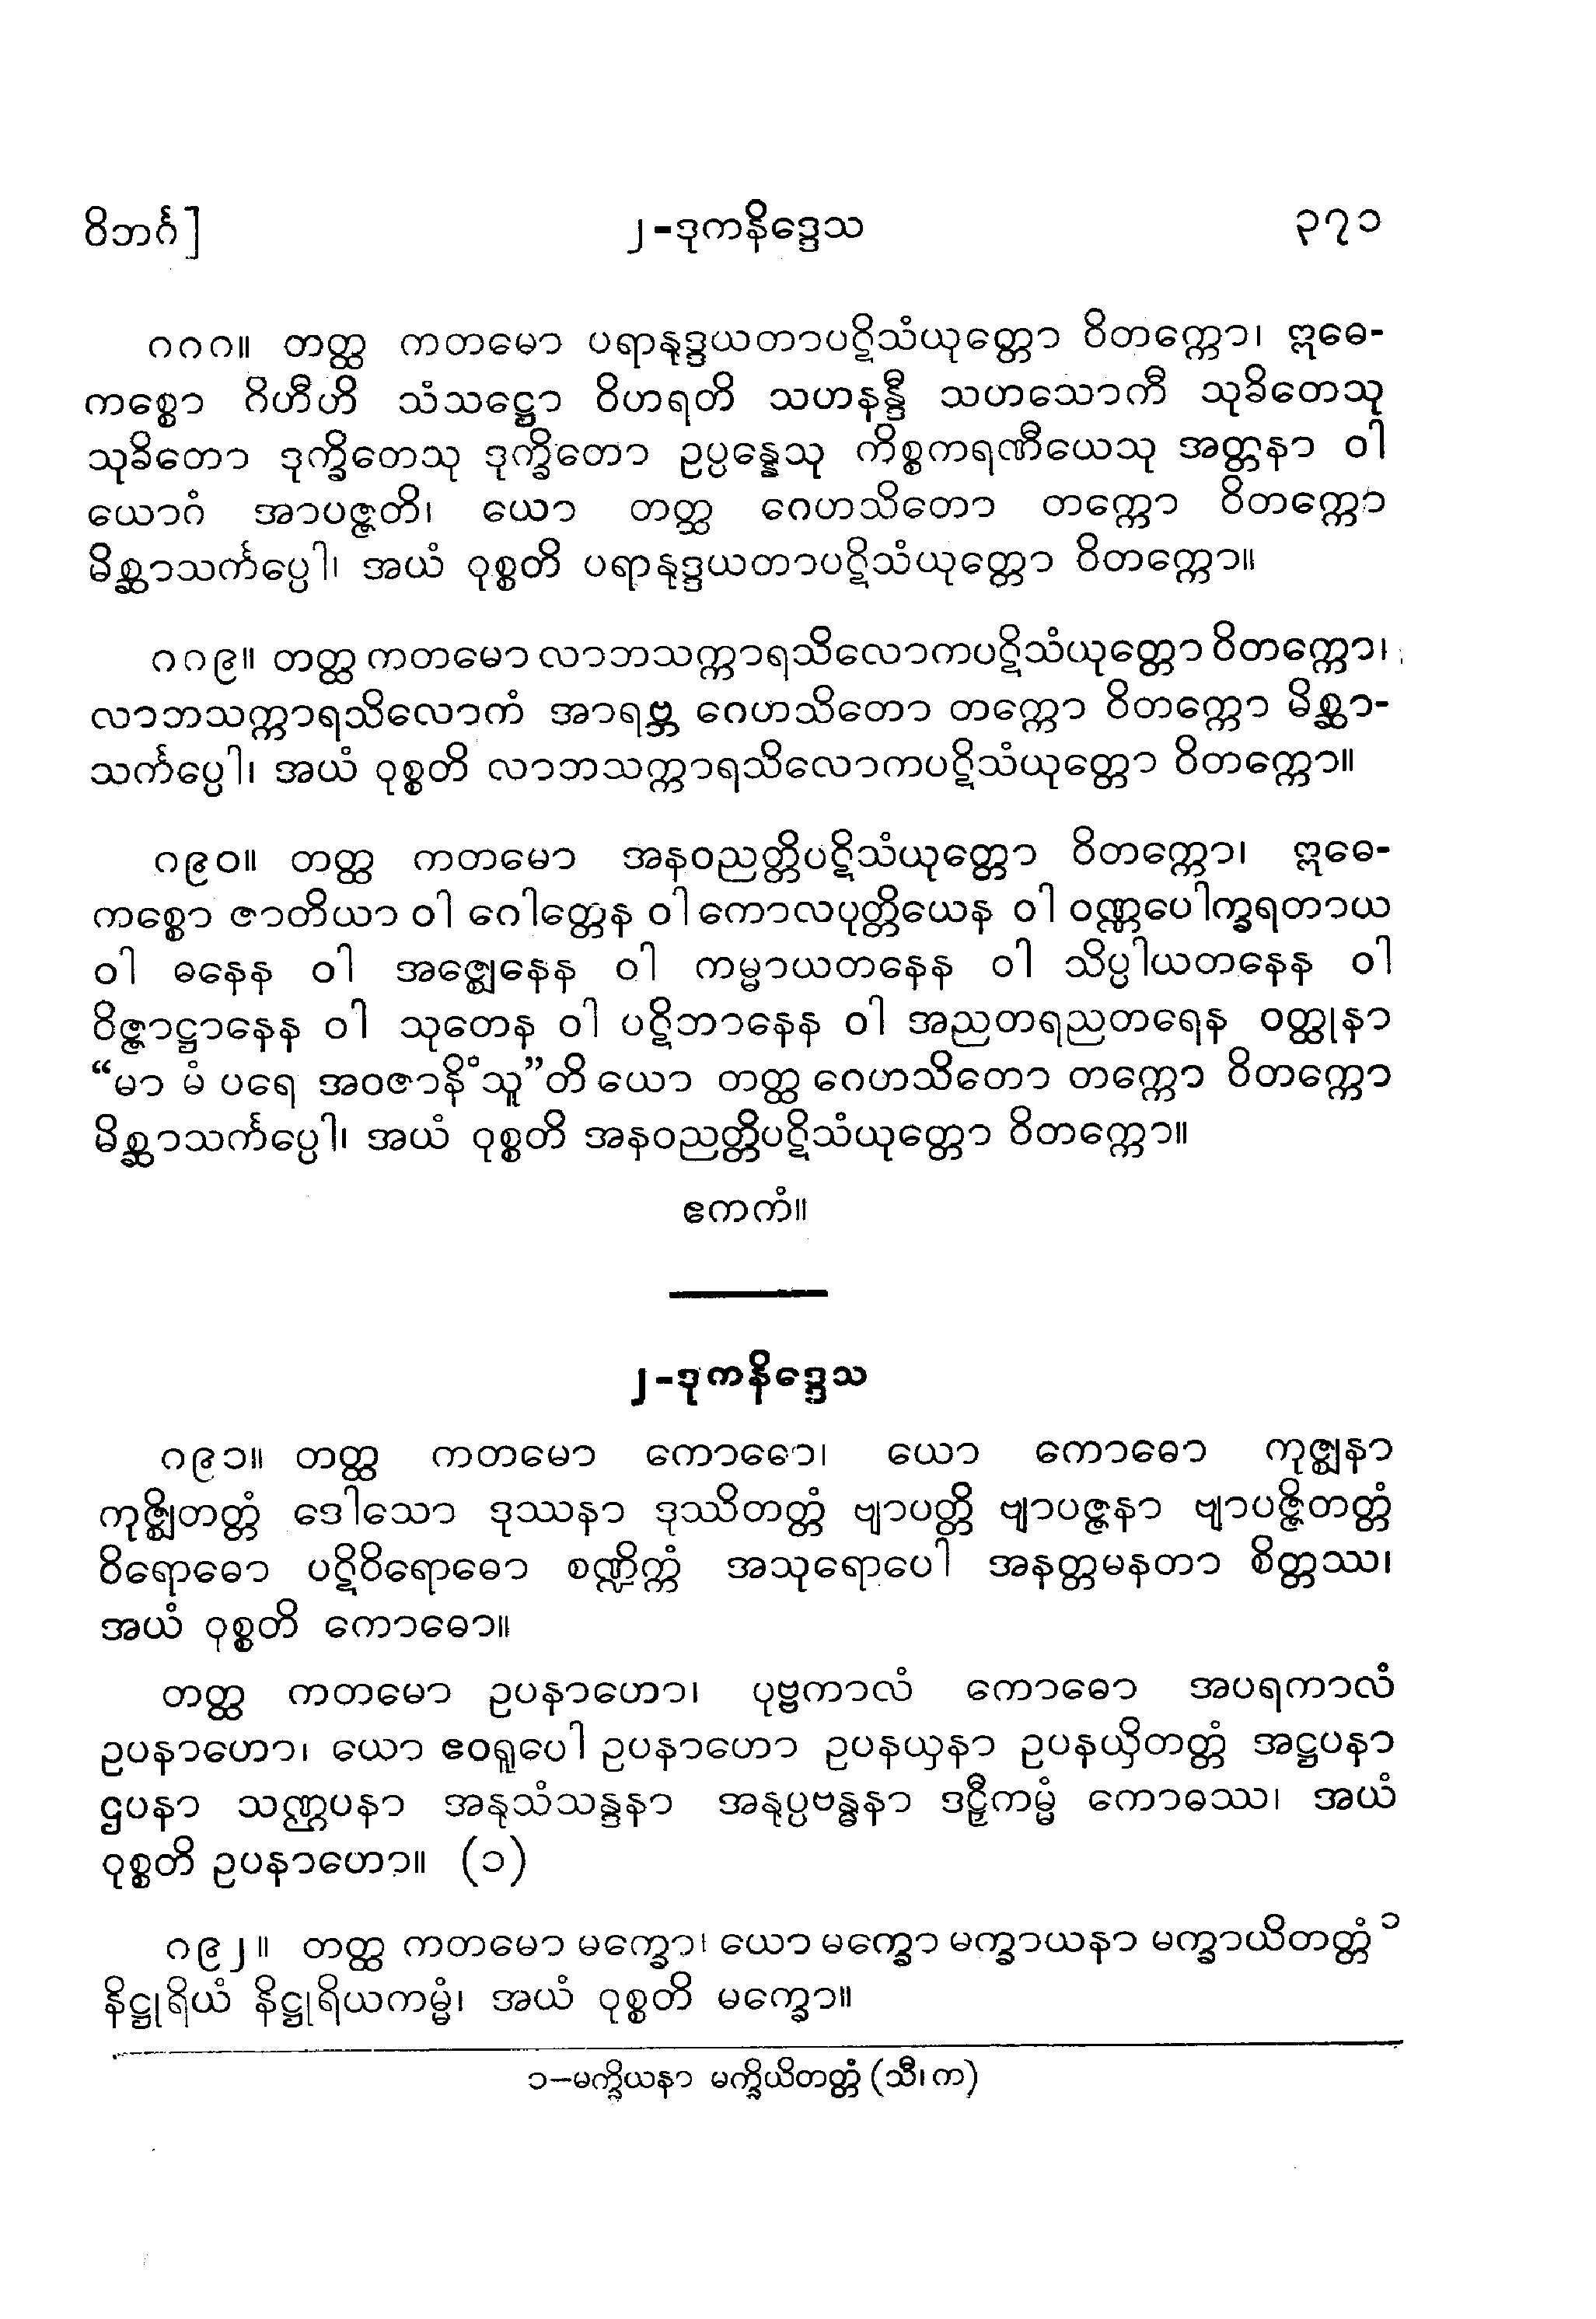 ဝိဘင်္ဂ]	၂-ဒုကနိဒ္ဒေသ	၃၇၁
၈၈၈။ တတ္ထ ကတမော ပရာနုဒ္ဒယတာပဋိသံယုတ္တော ဝိတက္ကော၊ ဣဓေ-
ကစ္စော ဂိဟီဟိ သံသဋ္ဌော ဝိဟရတိ သဟနန္ဒီ သဟသောကီ သုခိတေသု
သုခိတော ဒုက္ခိတေသု ဒုက္ခိတော ဥပ္ပန္နေသု ကိစ္စကရဏီယေသု အတ္တနာ ဝါ
ယောဂံ အာပဇ္ဇတိ၊ ယော တတ္ထ ဂေဟသိတော တက္ကော ဝိတက္ကော
မိစ္ဆာသင်္ကပ္ပေါ၊ အယံ ဝုစ္စတိ ပရာနုဒ္ဒယတာပဋိသံယုတ္တော ဝိတက္ကော။
၈၈၉။ တတ္ထ ကတမော လာဘသက္ကာရသိလောကပဋိသံယုတ္တော ဝိတက္ကော၊
လာဘသက္ကာရသိလောကံ အာရဗ္ဘ ဂေဟသိတော တက္ကော ဝိတက္ကော မိစ္ဆာ-
သင်္ကပ္ပေါ၊ အယံ ဝုစ္စတိ လာဘသက္ကာရသိလောကပဋိသံယုတ္တော ဝိတက္ကော။
၈၉၀။ တတ္ထ ကတမော အနဝညတ္တိပဋိသံယုတ္တော ဝိတက္ကော၊ ဣဓေ-
ကစ္စော ဇာတိယာ ဝါ ဂေါတ္တေန ဝါ ကောလပုတ္တိယေန ဝါ ဝဏ္ဏပေါက္ခရတာယ
ဝါ ဓနေန ဝါ အဇ္ဈေနေန ဝါ ကမ္မာယတနေန ဝါ သိပ္ပါယတနေန ဝါ
ဝိဇ္ဇာဋ္ဌာနေန ဝါ သုတေန ဝါ ပဋိဘာနေန ဝါ အညတရညတရေန ဝတ္ထုနာ
“မာ မံ ပရေ အဝဇာနိံသူ”တိ ယော တတ္ထ ဂေဟသိတော တက္ကော ဝိတက္ကော
မိစ္ဆာသင်္ကပ္ပေါ၊ အယံ ဝုစ္စတိ အနဝညတ္တိပဋိသံယုတ္တော ဝိတက္ကော။
ဧကကံ။
၂-ဒုကနိဒ္ဒေသ
၈၉၁။ တတ္ထ ကတမော ကောဓော၊ ယော ကောဓော ကုဇ္ဈနာ
ကုဇ္ဈိတတ္တံ ဒေါသော ဒုဿနာ ဒုဿိတတ္တံ ဗျာပတ္တိ ဗျာပဇ္ဇနာ ဗျာပဇ္ဇိတတ္တံ
ဝိရောဓော ပဋိဝိရောဓော စဏ္ဍိက္ကံ အသုရောပေါ အနတ္တမနတာ စိတ္တဿ၊
အယံ ဝုစ္စတိ ကောဓော။
တတ္ထ ကတမော ဥပနာဟော၊ ပုဗ္ဗကာလံ ကောဓော အပရကာလံ
ဥပနာဟော၊ ယော ဧဝရူပေါ ဥပနာဟော ဥပနယှနာ ဥပနယှိတတ္တံ အဋ္ဌပနာ
ဌပနာ သဏ္ဌပနာ အနုသံသန္ဒနာ အနုပ္ပဗန္ဓနာ ဒဠှီကမ္မံ ကောဓဿ၊ အယံ
ဝုစ္စတိ ဥပနာဟော။ (၁)
၈၉၂။ တတ္ထ ကတမော မက္ခော၊ ယော မက္ခော မက္ခာယနာ မက္ခာယိတတ္တံ ၁
နိဋ္ဌုရိယံ နိဋ္ဌုရိယကမ္မံ၊ အယံ ဝုစ္စတိ မက္ခော။
၁−မက္ခိယနာ မက္ခိယိတတ္တံ (သီ၊ က)